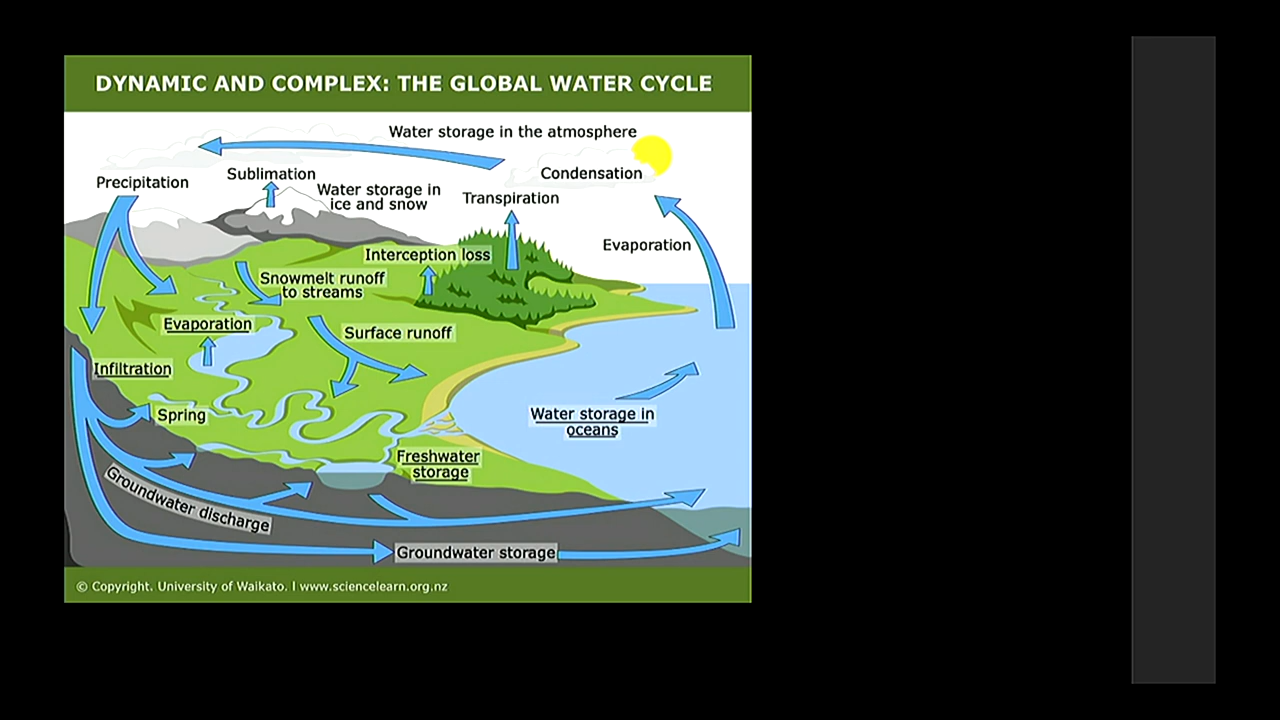 DYNAMIC AND COMPLEX: THE GLOBAL WATER CYCLE
Water storage in the atmosphere
Condensation
Sublimation
Precipitation
Water storage in
ice and snow
Transpiration
Evaporation
Interception loss
Snowmelt runoff
to streams
Evaporation
Surface runoff
Infiltration
Spring
Water storage in
oceans
Freshwater
storage
Groundwater discharge
Groundwater storage
© Copyright. University of Waikato. I www.sciencelearn.org.nz